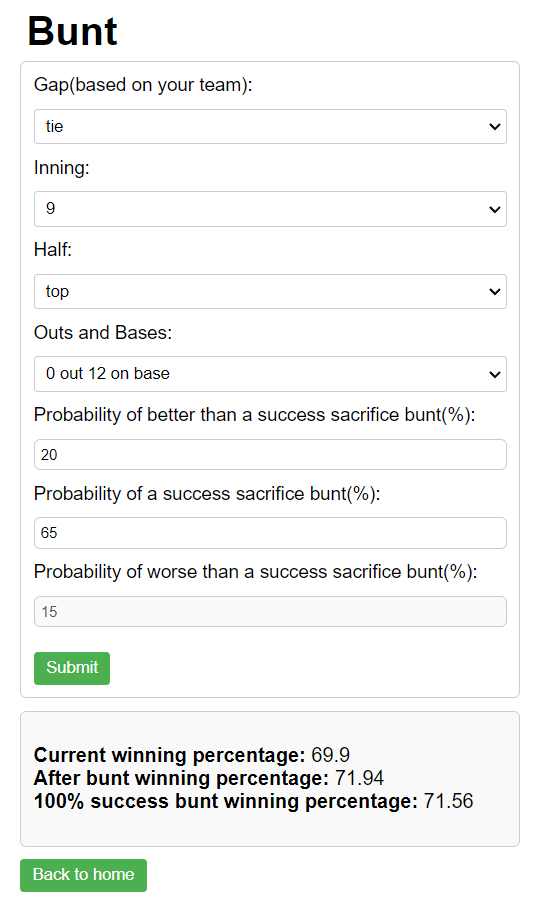 Bunt
Gap(based on your team):
tie
Inning:
9
Half:
top
Outs and Bases:
0 out 12 on base
Probability of better than a success sacrifice bunt(%):
20
Probability of a success sacrifice bunt(%):
65
Probability of worse than a success sacrifice bunt(%):
15
Submit
Current winning percentage: 69.9
After bunt winning percentage: 71.94
100% success bunt winning percentage: 71.56
Back to home